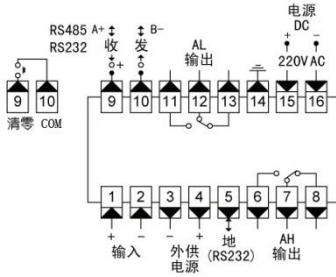 电源
DC
RS485 A+ B-
RS232 收 发
AL
输出
+ -
220V AC
+
9 10
9 10 11 12 13 14 15 16
清零 COM
1 2 3 4 5 6 7 8
+ - - +
输入
外供
电源
地
(RS232)
AH
输出